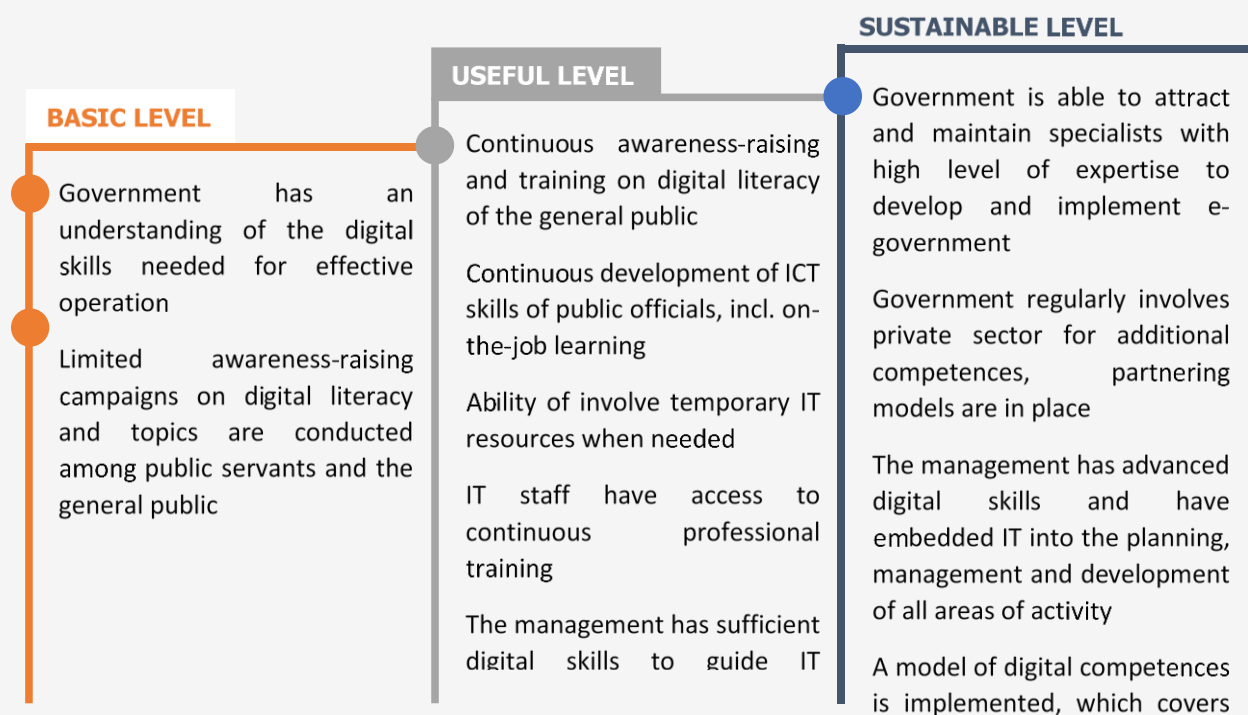 BASIC LEVEL
Government has an
understanding of the digital
skills needed for effective
operation
Limited awareness-raising
campaigns on digital literacy
and topics are conducted
among public servants and the
general public
USEFUL LEVEL
Continuous awareness-raising
and training on digital literacy
of the general public
Continuous development of ICT
skills of public officials, incl. on-
the-job learning
Ability of involve temporary IT
resources when needed
IT staff have access to
continuous professional
training
The management has sufficient
digital skills to guide IT
SUSTAINABLE LEVEL
Government is able to attract
and maintain specialists with
high level of expertise to
develop and implement e-
government
Government regularly involves
private sector for additional
competences, partnering
models are in place
The management has advanced
digital skills and have
embedded IT into the planning,
management and development
of all areas of activity
A model of digital competences
is implemented, which covers